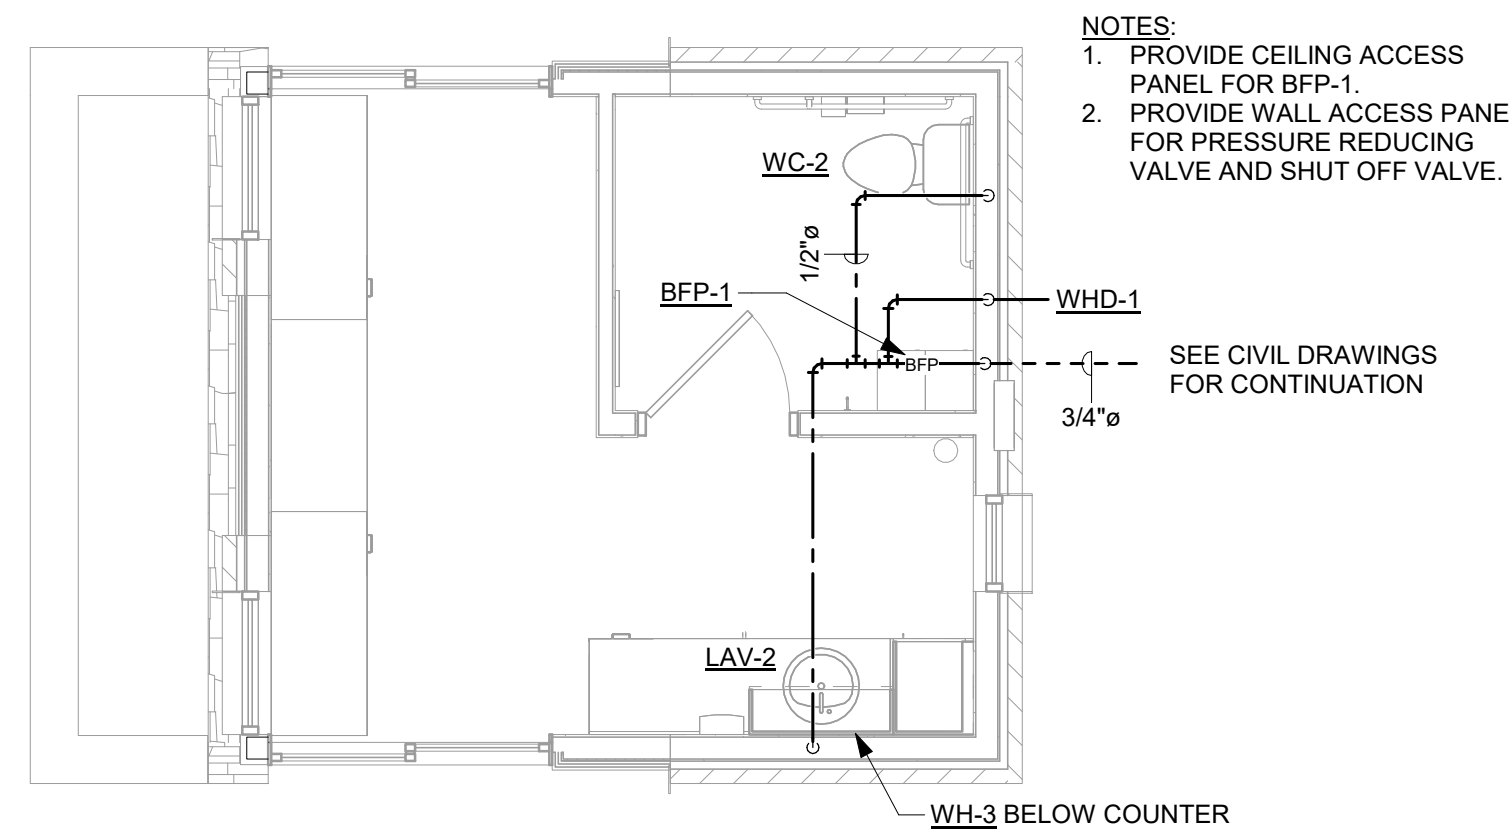 NOTES:
1. PROVIDE CEILING ACCESS
PANEL FOR BFP-1.
2. PROVIDE WALL ACCESS PANE
FOR PRESSURE REDUCING
VALVE AND SHUT OFF VALVE.
WC-2
1/2"ø
BFP-1
WHD-1
BFP
SEE CIVIL DRAWINGS
FOR CONTINUATION
3/4"ø
LAV-2
WH-3 BELOW COUNTER